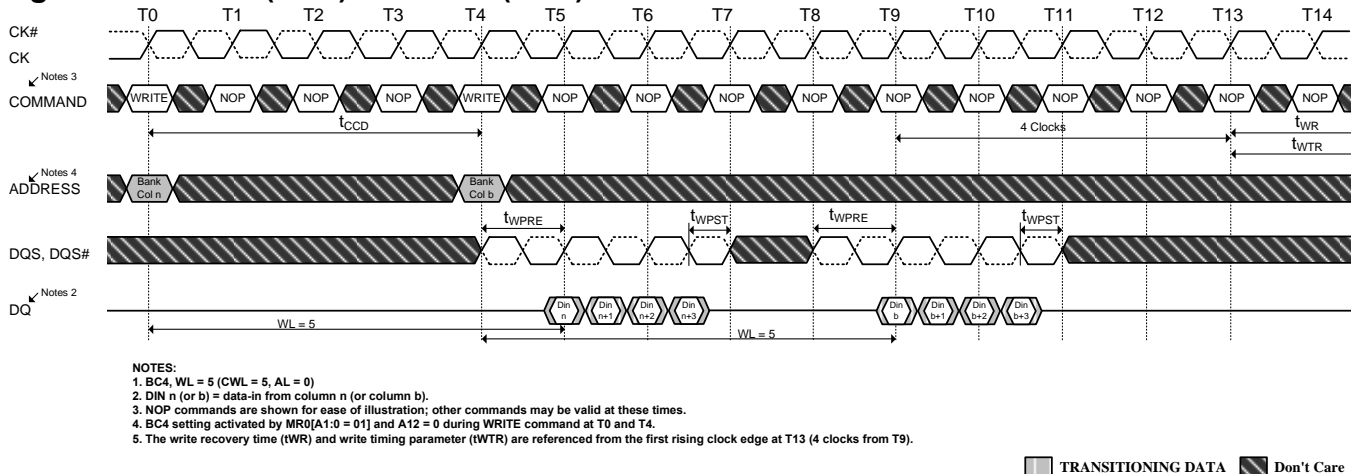 T0 T1 T2 T3 T4 T5 T6 T7 T8 T9 T10 T11 T12 T13 T14
CK#
CK
Notes 3
COMMAND
WRITE NOP NOP NOP WRITE NOP NOP NOP NOP NOP NOP NOP NOP NOP NOP
tCCD
4 Clocks
tWR
tWTR
Notes 4
ADDRESS
Bank Col n
Bank Col b
tWPRE
tWPST
tWPRE
tWPST
DQS, DQS#
Notes 2
DQ
Din n
Din n+1
Din n+2
Din n+3
Din b
Din b+1
Din b+2
Din b+3
WL = 5
WL = 5
NOTES:
1. BC4, WL = 5 (CWL = 5, AL = 0)
2. DIN n (or b) = data-in from column n (or column b).
3. NOP commands are shown for ease of illustration; other commands may be valid at these times.
4. BC4 setting activated by MR0[A1:0 = 01] and A12 = 0 during WRITE command at T0 and T4.
5. The write recovery time (tWR) and write timing parameter (tWTR) are referenced from the first rising clock edge at T13 (4 clocks from T9).
TRANSITIONING DATA
Don't Care